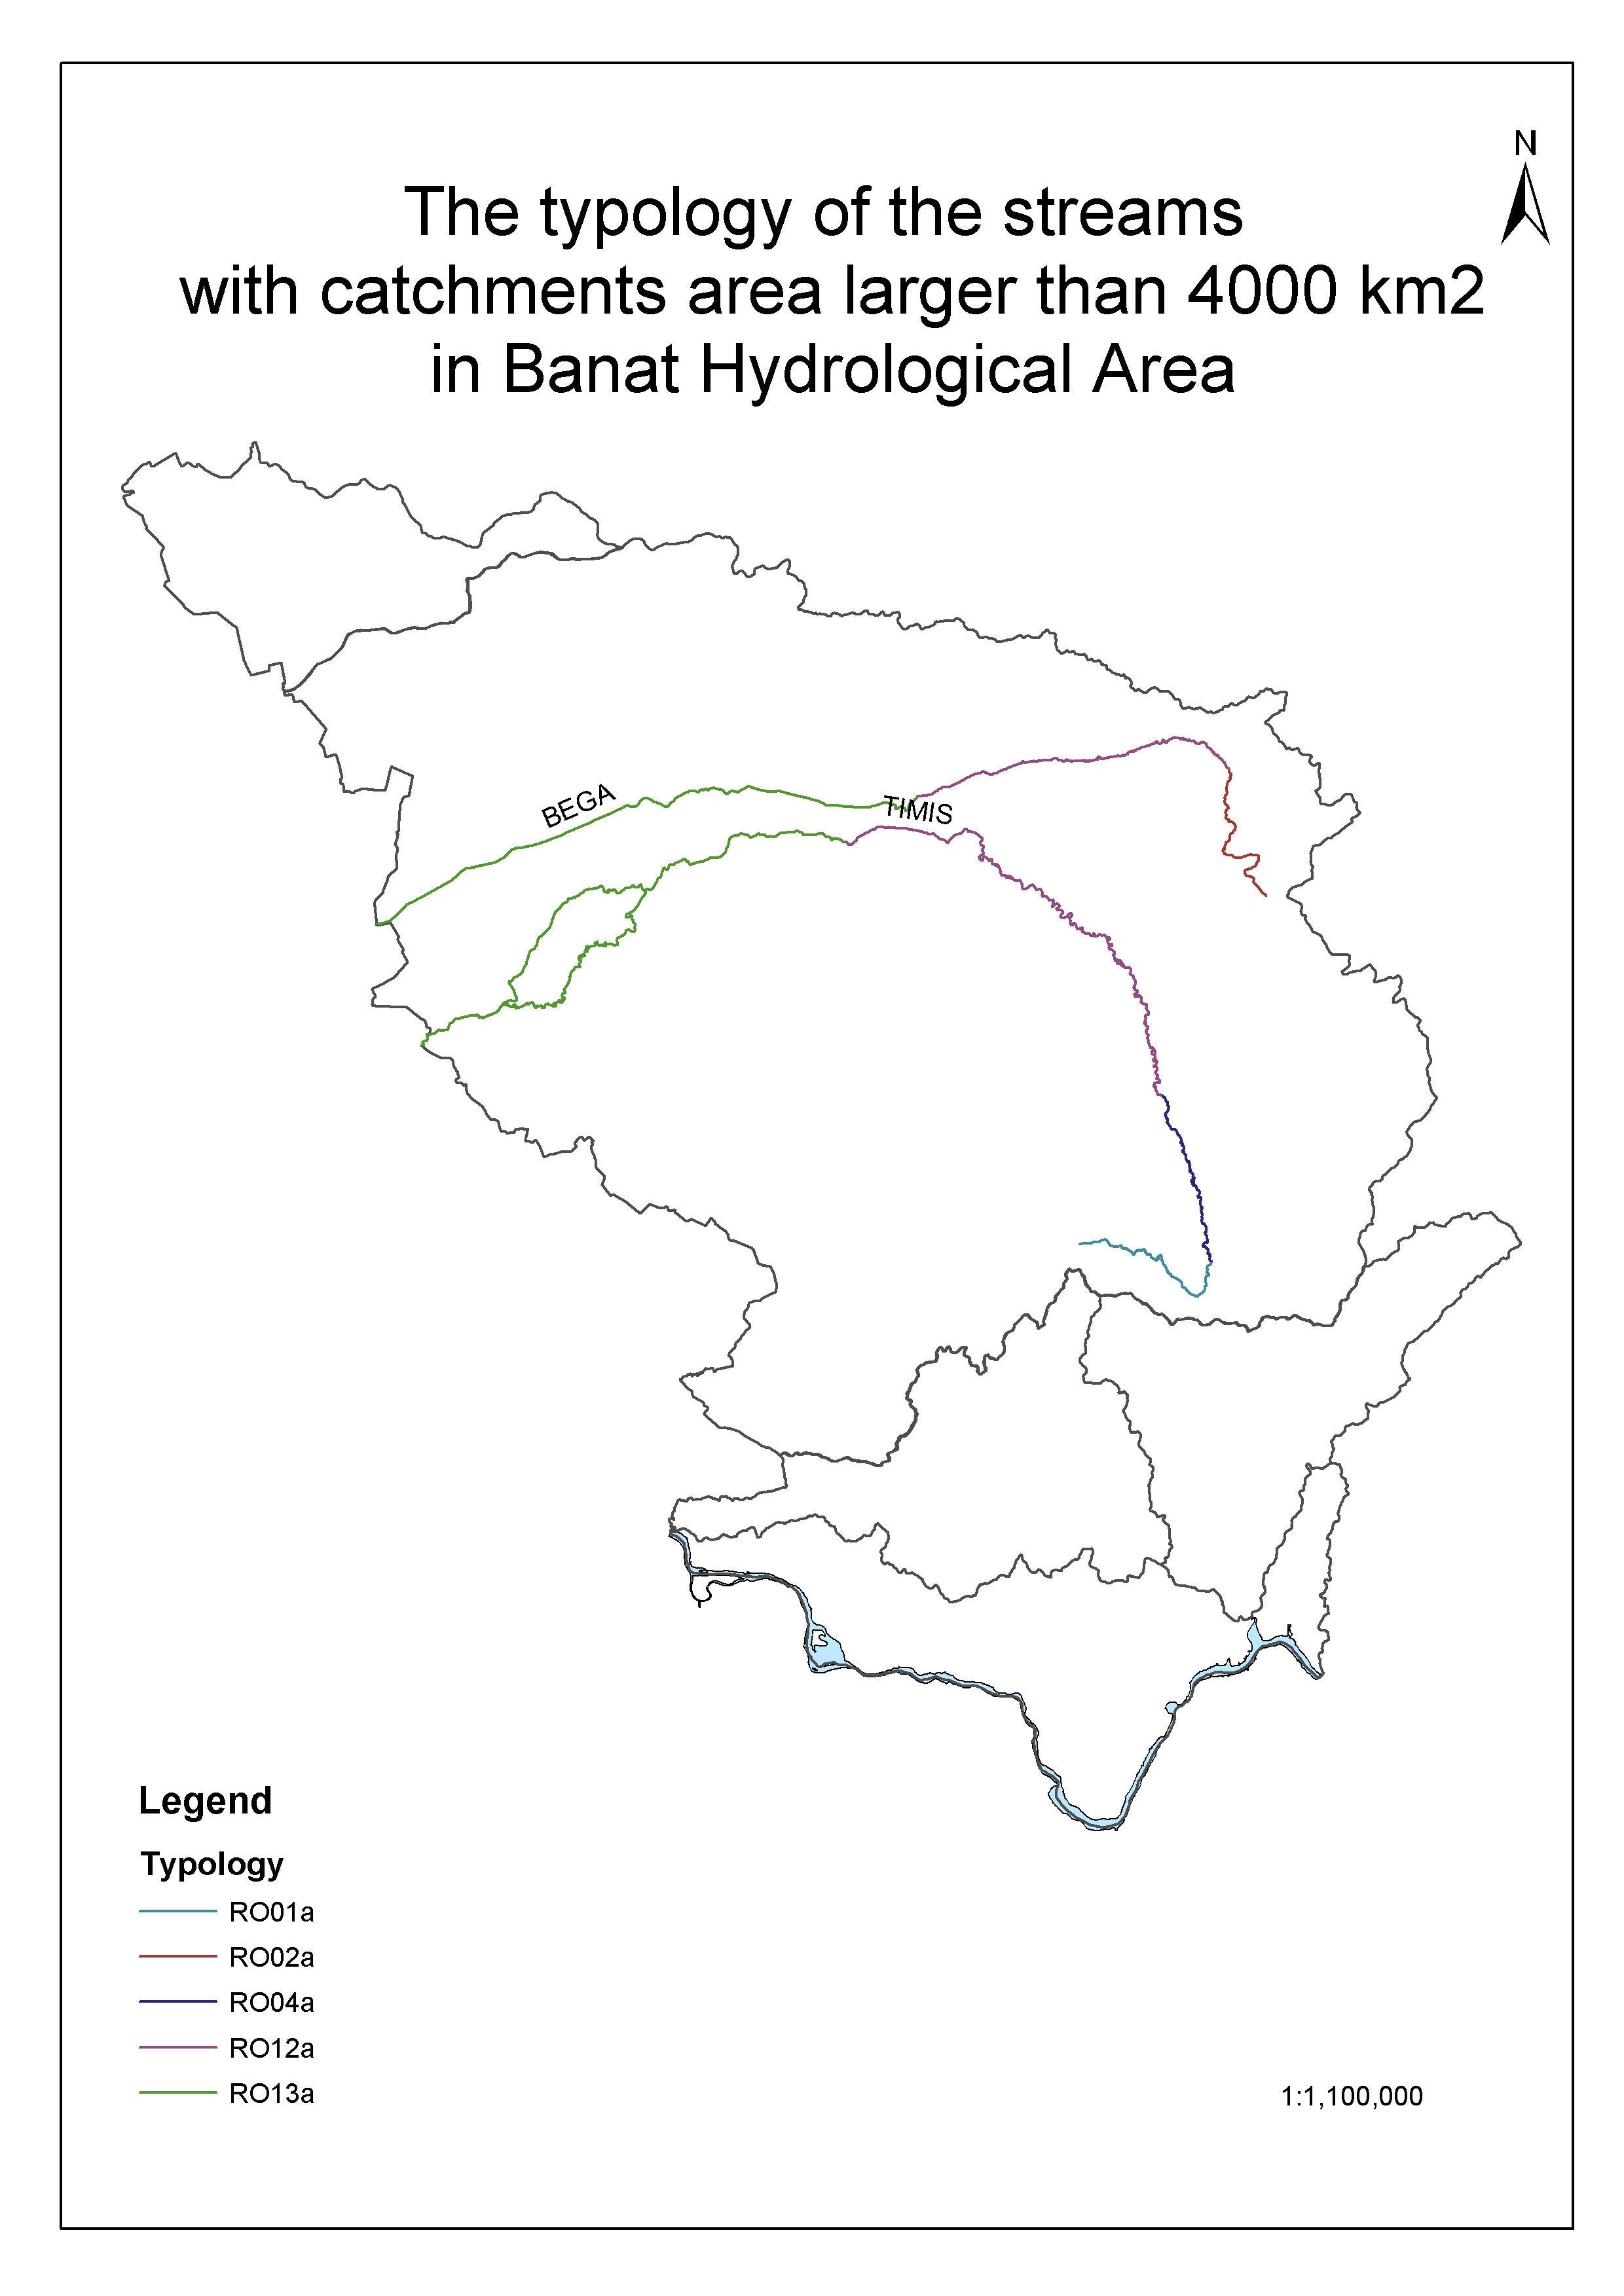 N
The typology of the streams
with catchments area larger than 4000 km2
in Banat Hydrological Area
BEGA
TIMIS
Legend
Typology
RO01a
RO02a
RO04a
RO12a
RO13a
1:1,100,000